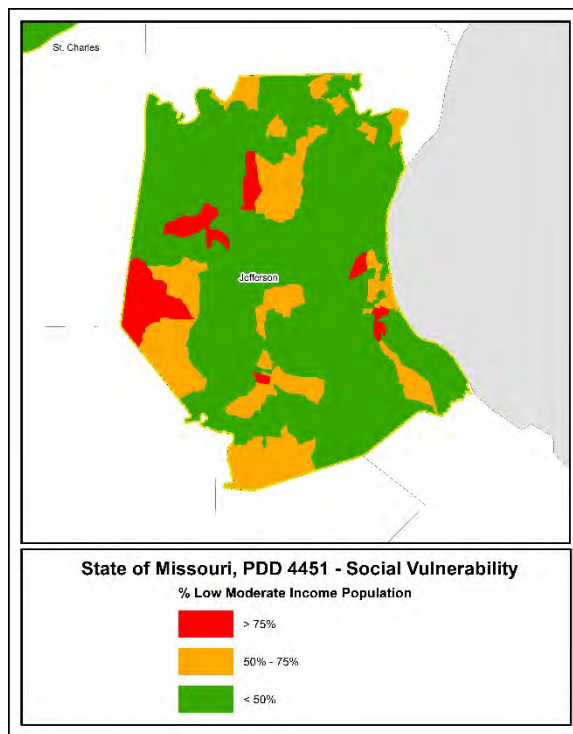 St. Charles
Jefferson
State of Missouri, PDD 4451 - Social Vulnerability
% Low Moderate Income Population
> 75%
50% - 75%
< 50%